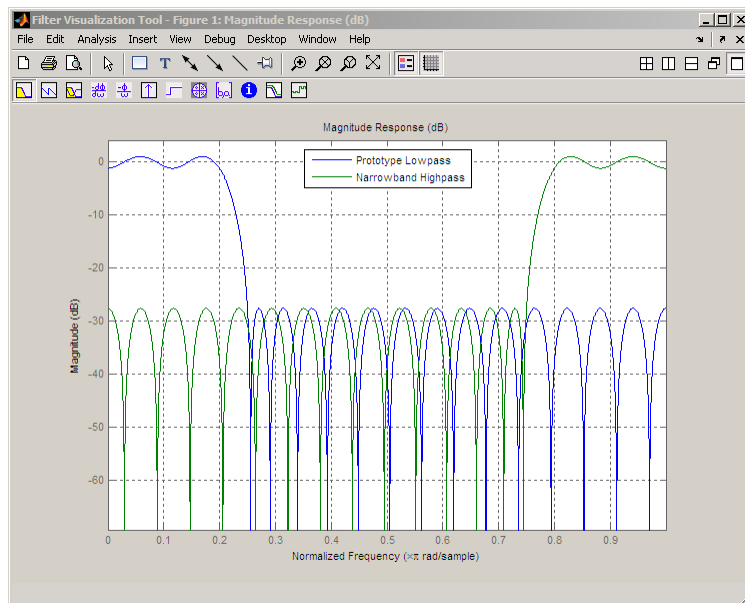 Filter Visualization Tool - Figure 1: Magnitude Response (dB)
File Edit Analysis Insert View Debug Desktop Window Help
Magnitude Response (dB)
Prototype Lowpass
Narrowband Highpass
Magnitude (dB)
0
-10
-20
-30
-40
-50
-60
0 0.1 0.2 0.3 0.4 0.5 0.6 0.7 0.8 0.9
Normalized Frequency (×π rad/sample)